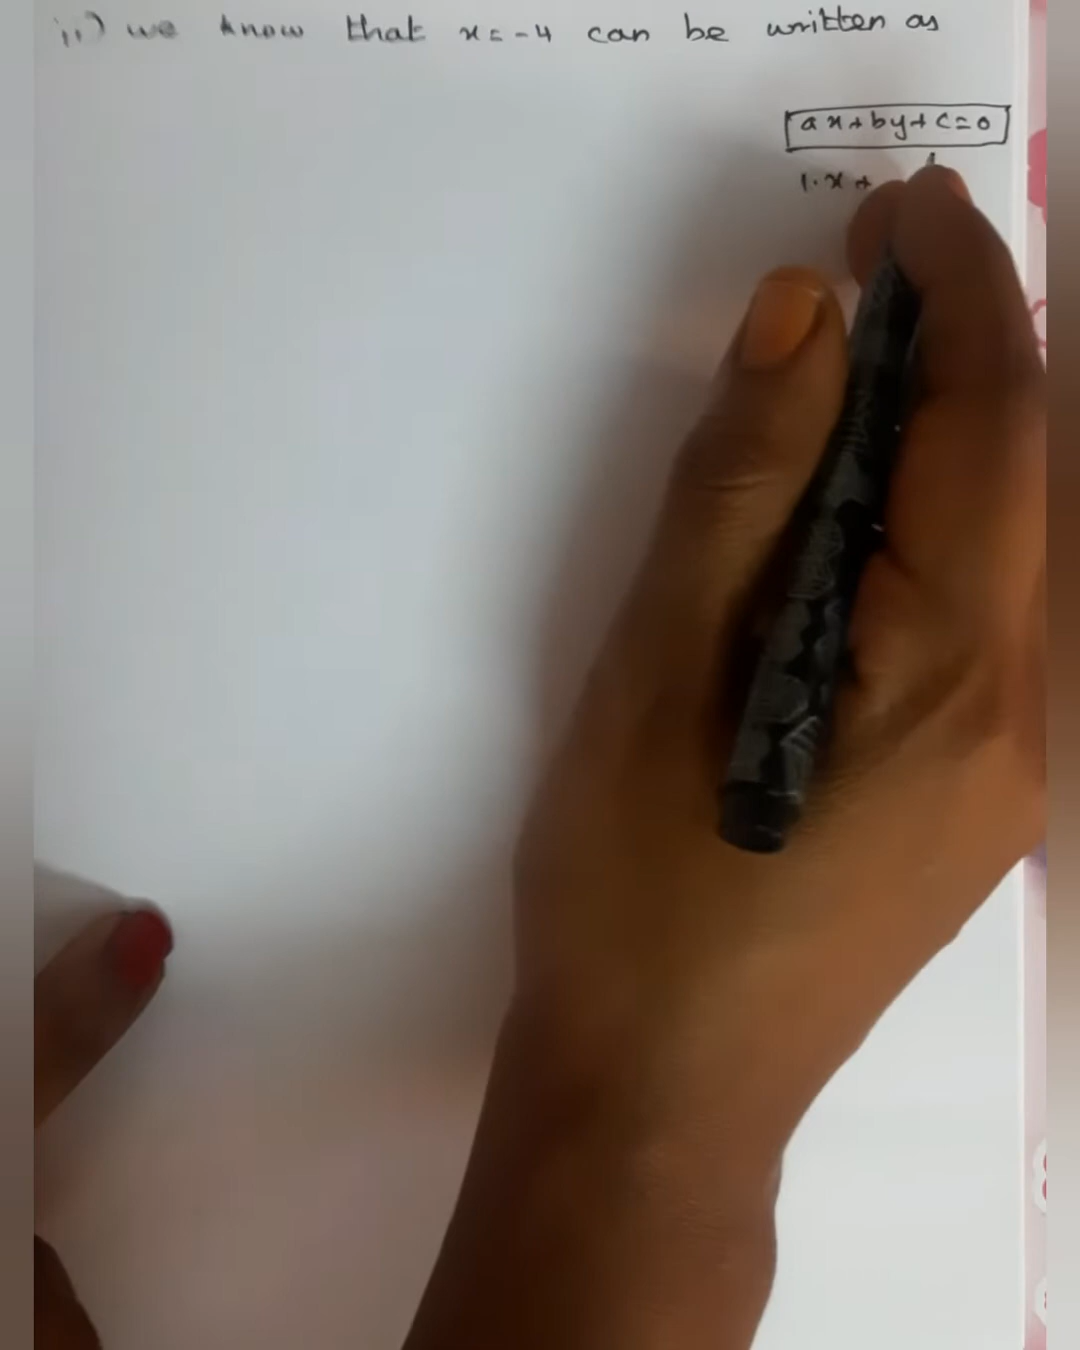 ii) we know that x = -4 can be written as
ax + by + c = 0
1. x +